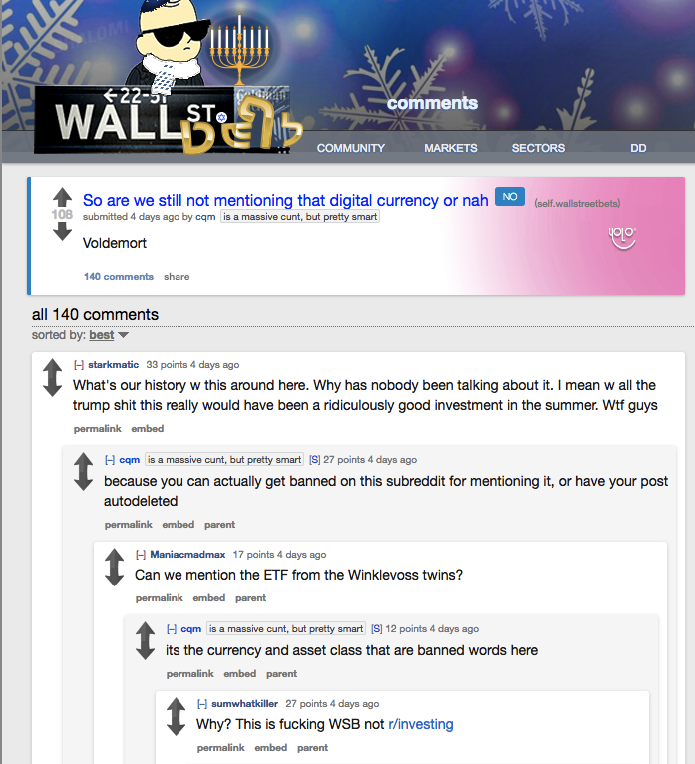 ←22-51
WALL ST.
comments
COMMUNITY MARKETS SECTORS DD
So are we still not mentioning that digital currency or nah NO (self.wallstreetbets)
108
submitted 4 days ago by cqm is a massive cunt, but pretty smart
YOLO
Voldemort
140 comments share
all 140 comments
sorted by: best
[–] starkmatic 33 points 4 days ago
What's our history w this around here. Why has nobody been talking about it. I mean w all the
trump shit this really would have been a ridiculously good investment in the summer. Wtf guys
permalink embed
[–] cqm is a massive cunt, but pretty smart [S] 27 points 4 days ago
because you can actually get banned on this subreddit for mentioning it, or have your post
autodeleted
permalink embed parent
[–] Maniacmadmax 17 points 4 days ago
Can we mention the ETF from the Winklevoss twins?
permalink embed parent
[–] cqm is a massive cunt, but pretty smart [S] 12 points 4 days ago
its the currency and asset class that are banned words here
permalink embed parent
[–] sumwhatkiller 27 points 4 days ago
Why? This is fucking WSB not r/investing
permalink embed parent